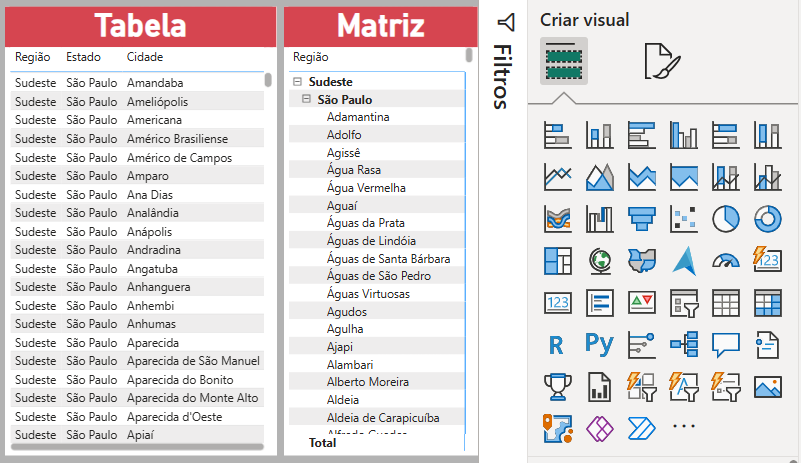 Tabela
Região Estado Cidade
Sudeste São Paulo Amandaba
Sudeste São Paulo Ameliópolis
Sudeste São Paulo Americana
Sudeste São Paulo Américo Brasiliense
Sudeste São Paulo Américo de Campos
Sudeste São Paulo Amparo
Sudeste São Paulo Ana Dias
Sudeste São Paulo Analândia
Sudeste São Paulo Anápolis
Sudeste São Paulo Andradina
Sudeste São Paulo Angatuba
Sudeste São Paulo Anhanguera
Sudeste São Paulo Anhembi
Sudeste São Paulo Anhumas
Sudeste São Paulo Aparecida
Sudeste São Paulo Aparecida de São Manuel
Sudeste São Paulo Aparecida do Bonito
Sudeste São Paulo Aparecida do Monte Alto
Sudeste São Paulo Aparecida d'Oeste
Sudeste São Paulo Apiaí
Matriz
Região
Sudeste
São Paulo
Adamantina
Adolfo
Agissê
Água Rasa
Água Vermelha
Aguaí
Águas da Prata
Águas de Lindóia
Águas de Santa Bárbara
Águas de São Pedro
Águas Virtuosas
Agudos
Agulha
Ajapi
Alambari
Alberto Moreira
Aldeia
Aldeia de Carapicuíba
Alfredo Guedes
Total
Filtros
Criar visual
123
123
R Py